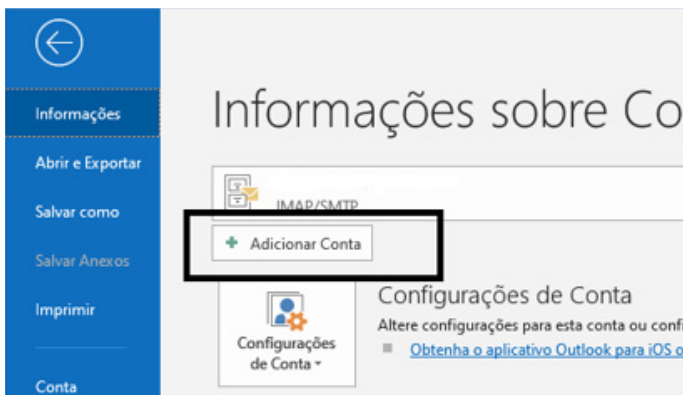 Informações
Abrir e Exportar
Salvar como
Salvar Anexos
Imprimir
Conta
Informações sobre Co
IMAP/SMTP
Adicionar Conta
Configurações
de Conta
Configurações de Conta
Altere configurações para esta conta ou confi
Obtenha o aplicativo Outlook para iOS o